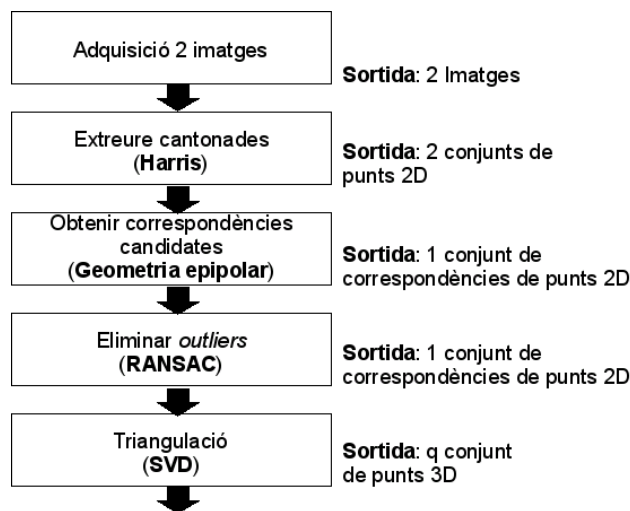 Adquisició 2 imatges
Sortida: 2 Imatges
Extreure cantonades
(Harris)
Sortida: 2 conjunts de
punts 2D
Obtenir correspondències
candidates
(Geometria epipolar)
Sortida: 1 conjunt de
correspondències de punts 2D
Eliminar outliers
(RANSAC)
Sortida: 1 conjunt de
correspondències de punts 2D
Triangulació
(SVD)
Sortida: q conjunt
de punts 3D